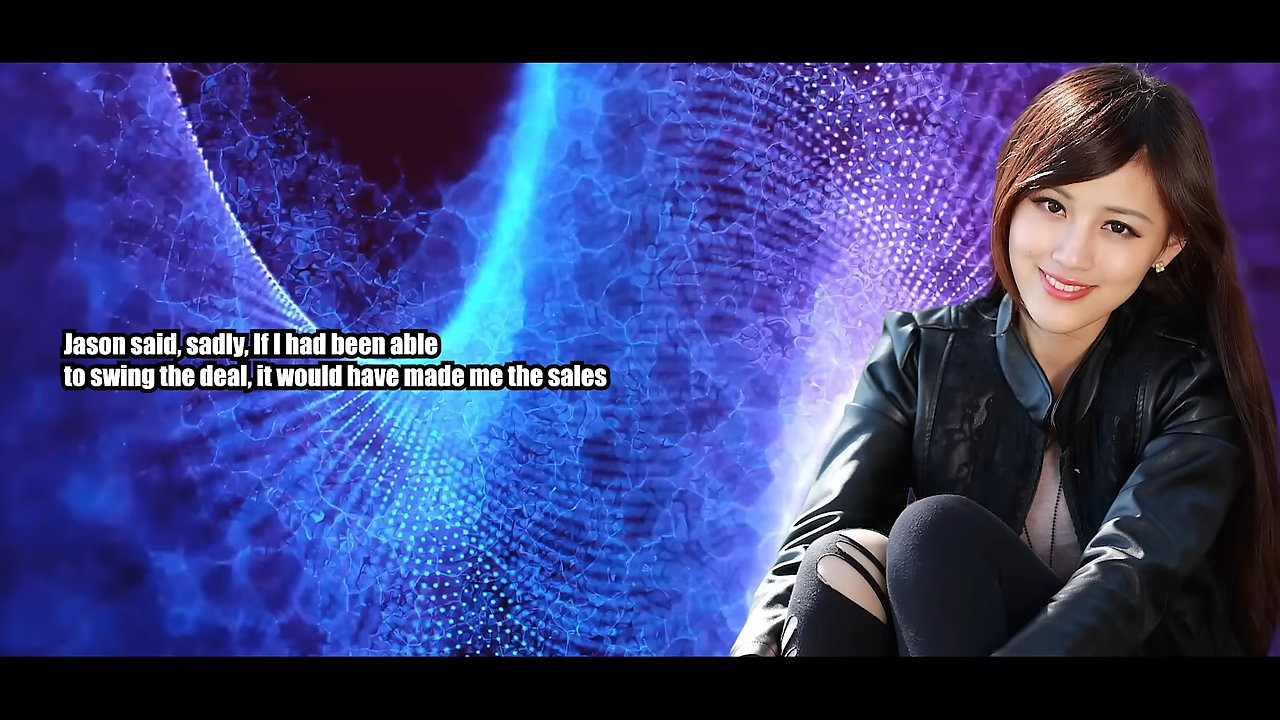 Jason said, sadly, If I had been able
to swing the deal, it would have made me the sales